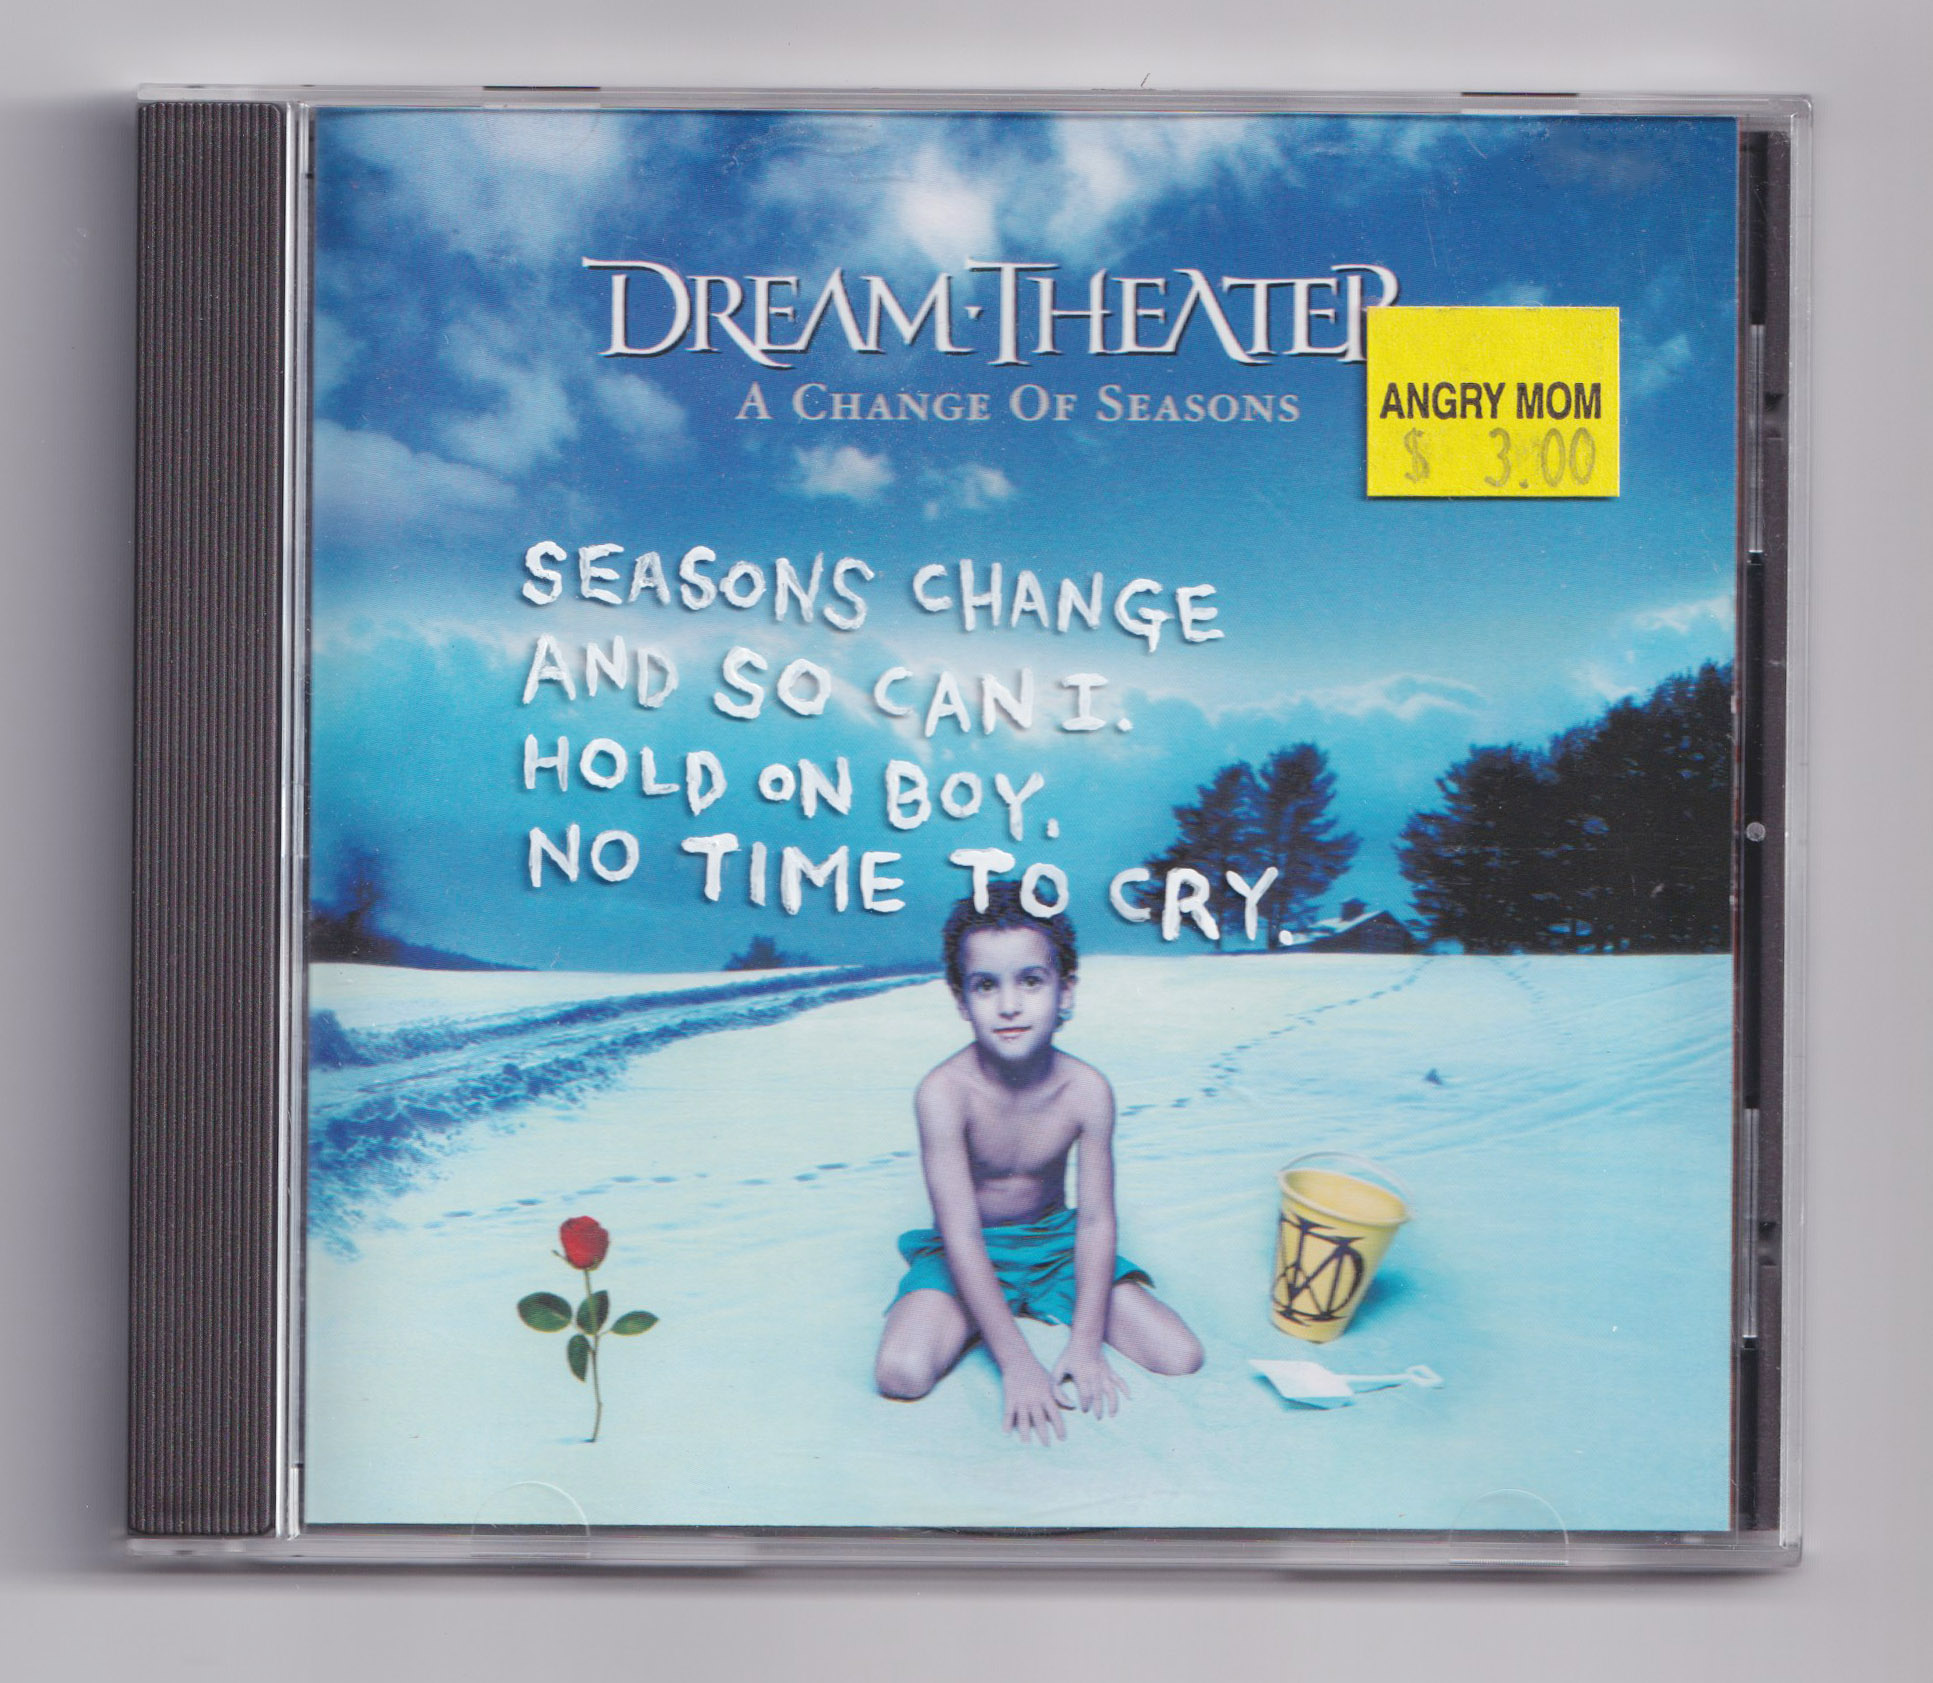 DREAM THEATER
A CHANGE OF SEASONS
ANGRY MOM
$ 3.00
SEASONS CHANGE
AND SO CAN I.
HOLD ON BOY.
NO TIME TO CRY.